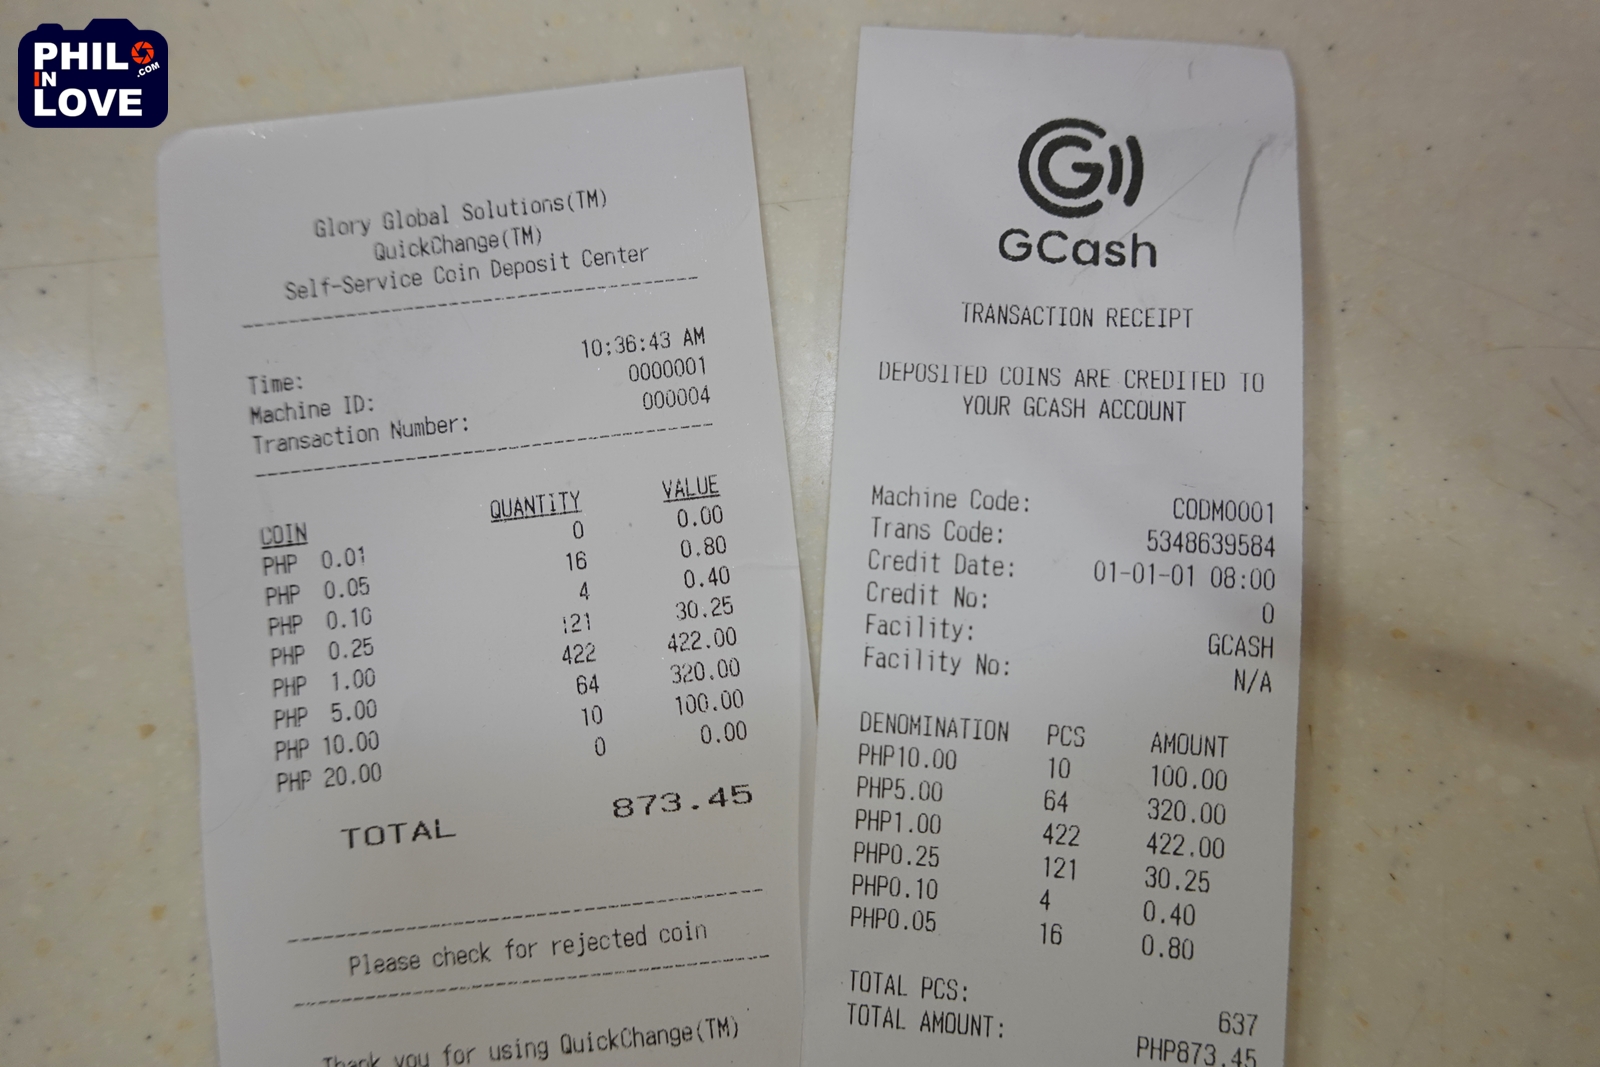 PHIL
IN
.COM
LOVE
Glory Global Solutions(TM)
QuickChange(TM)
Self-Service Coin Deposit Center
Time: 10:36:43 AM
Machine ID: 0000001
Transaction Number: 000004
COIN QUANTITY VALUE
PHP 0.01 0 0.00
PHP 0.05 16 0.80
PHP 0.10 4 0.40
PHP 0.25 121 30.25
PHP 1.00 422 422.00
PHP 5.00 64 320.00
PHP 10.00 10 100.00
PHP 20.00 0 0.00
TOTAL 873.45
Please check for rejected coin
Thank you for using QuickChange(TM)
GCash
TRANSACTION RECEIPT
DEPOSITED COINS ARE CREDITED TO
YOUR GCASH ACCOUNT
Machine Code: CODM0001
Trans Code: 5348639584
Credit Date: 01-01-01 08:00
Credit No: 0
Facility: GCASH
Facility No: N/A
DENOMINATION PCS AMOUNT
PHP10.00 10 100.00
PHP5.00 64 320.00
PHP1.00 422 422.00
PHP0.25 121 30.25
PHP0.10 4 0.40
PHP0.05 16 0.80
TOTAL PCS: 637
TOTAL AMOUNT: PHP873.45